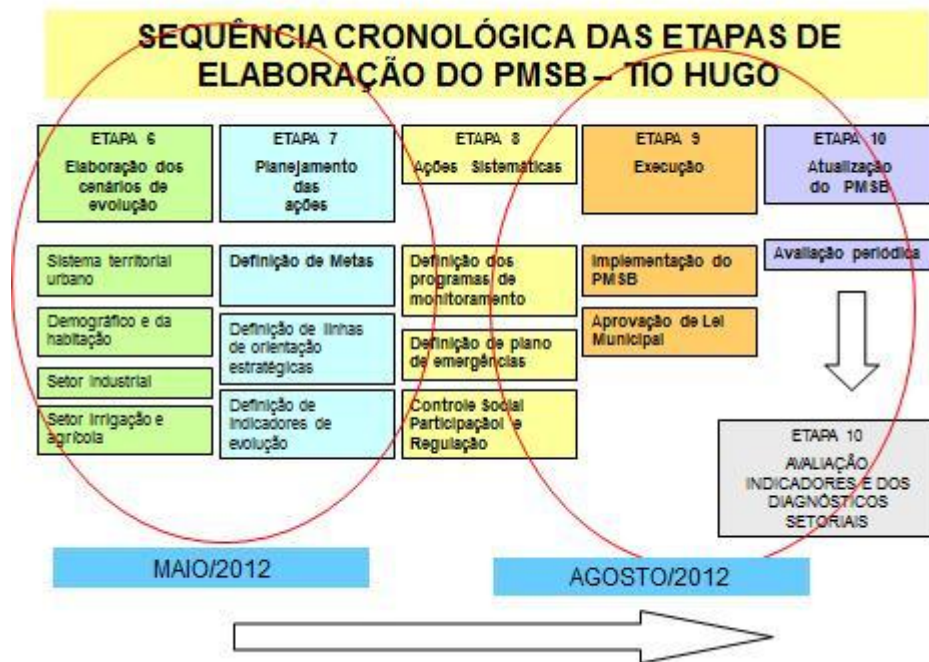 SEQUÊNCIA CRONOLÓGICA DAS ETAPAS DE
ELABORAÇÃO DO PMSB – TIO HUGO
ETAPA 6
Elaboração dos
cenários de
evolução
Sistema territorial
urbano
Demográfico e da
habitação
Setor Industrial
Setor Irrigação e
agríbola
ETAPA 7
Planejamento
das
ações
Definição de Metas
Definição de linhas
de orientação
estratégicas
Definição de
Indicadores de
evolução
ETAPA 8
Ações Sistemáticas
Definição dos
programas de
monitoramento
Definição de plano
de emergências
Controle Social
Participaçãol e
Regulação
ETAPA 9
Execução
Implementação do
PMSB
Aprovação de Lei
Municipal
ETAPA 10
Atualização
do PMSB
Avaliação periódica
ETAPA 10
AVALIAÇÃO
INDICADORES E DOS
DIAGNÓSTICOS
SETORIAIS
MAIO/2012
AGOSTO/2012